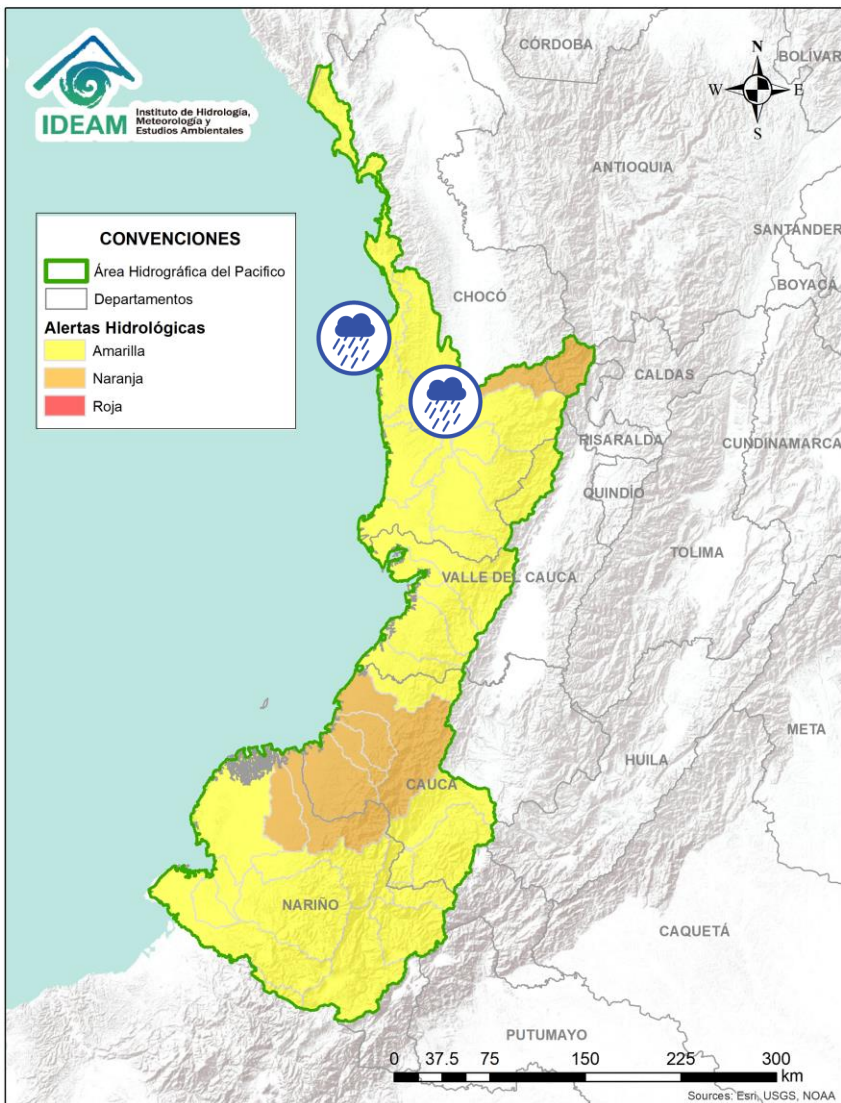 IDEAM
Instituto de Hidrología,
Meteorología y
Estudios Ambientales
CONVENCIONES
Área Hidrográfica del Pacifico
Departamentos
Alertas Hidrológicas
Amarilla
Naranja
Roja
N
W
E
S
CÓRDOBA
BOLÍVAR
ANTIOQUIA
SANTANDER
BOYACÁ
CHOCÓ
CALDAS
RISARALDA
CUNDINAMARCA
QUINDÍO
TOLIMA
VALLE DEL CAUCA
META
HUILA
CAUCA
NARIÑO
CAQUETÁ
PUTUMAYO
0 37.5 75 150 225 300
km
Sources: Esri, USGS, NOAA